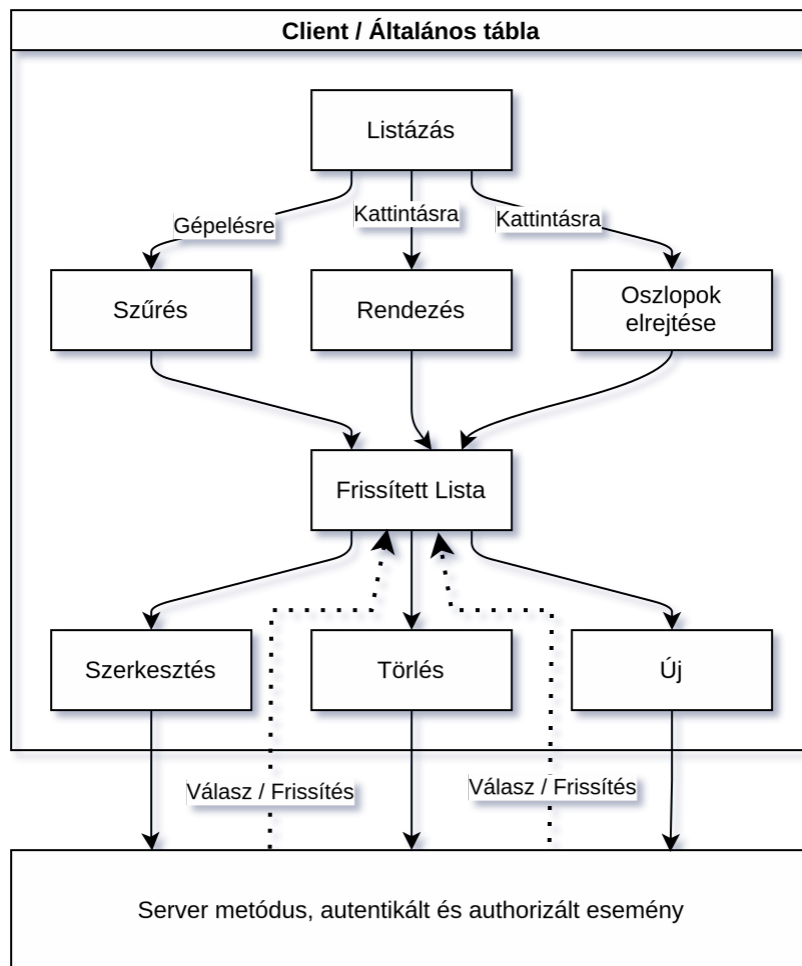 Client / Általános tábla
Listázás
Gépelésre
Kattintásra
Kattintásra
Szűrés
Rendezés
Oszlopok
elrejtése
Frissített Lista
Szerkesztés
Törlés
Új
Válasz / Frissítés
Válasz / Frissítés
Server metódus, autentikált és authorizált esemény